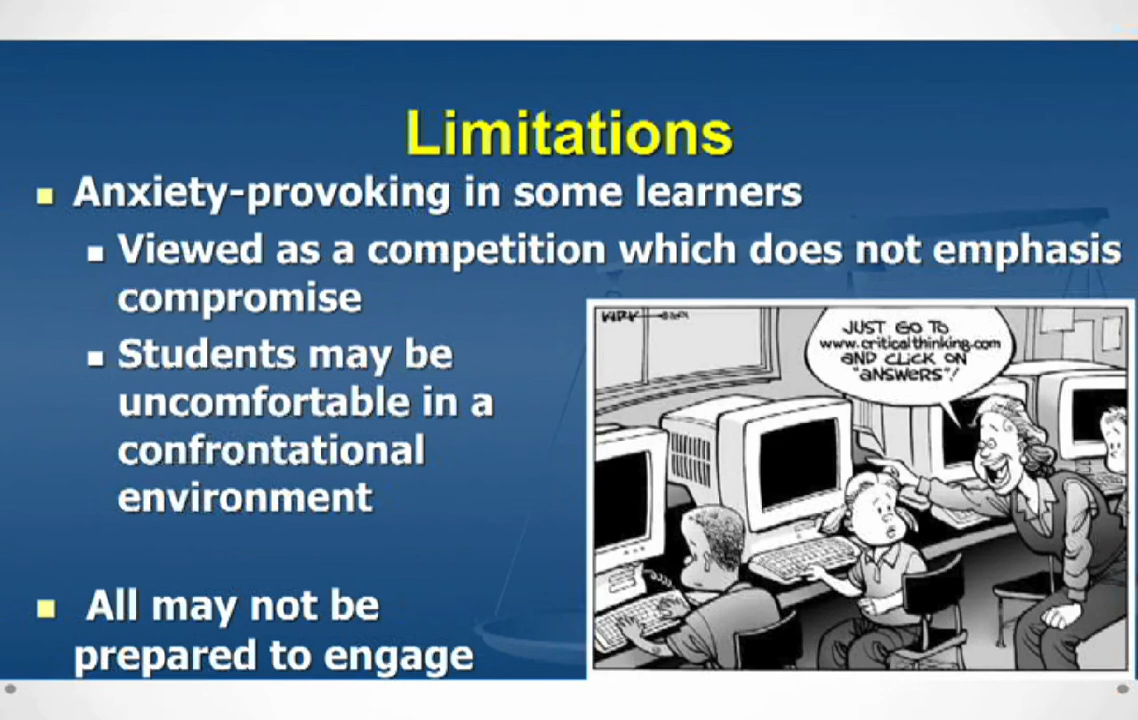 Limitations
Anxiety-provoking in some learners
Viewed as a competition which does not emphasis
compromise
Students may be
uncomfortable in a
confrontational
environment
All may not be
prepared to engage
KIRK
JUST GO TO
www.criticalthinking.com
AND CLICK ON
"ANSWERS"!